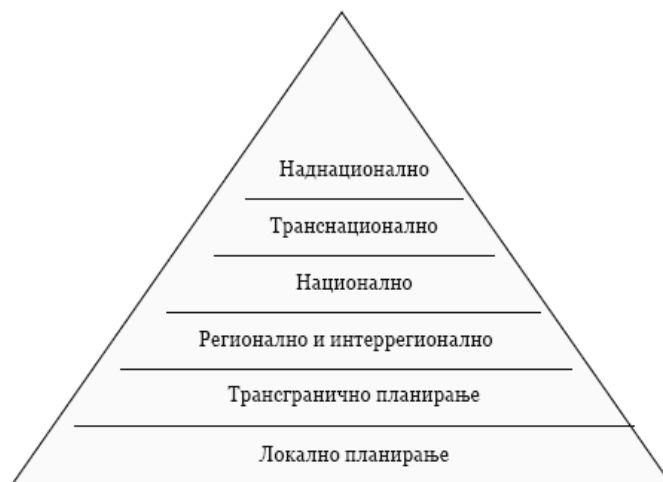 Наднационално
Транснационално
Национално
Регионално и интеррегионално
Трансгранично планирање
Локално планирање